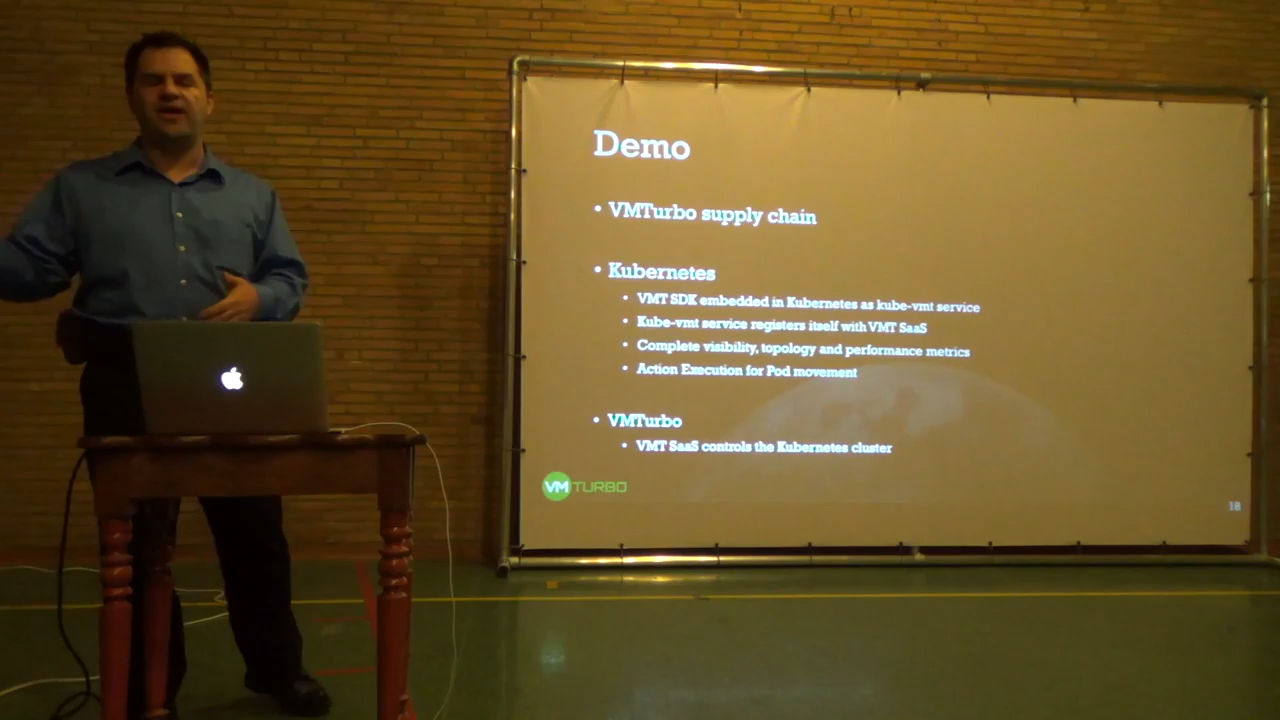 Demo
• VMTurbo supply chain
• Kubernetes
• VMT SDK embedded in Kubernetes as kube-vmt service
• Kube-vmt service registers itself with VMT SaaS
• Complete visibility, topology and performance metrics
• Action Execution for Pod movement
• VMTurbo
• VMT SaaS controls the Kubernetes cluster
VMTURBO
18